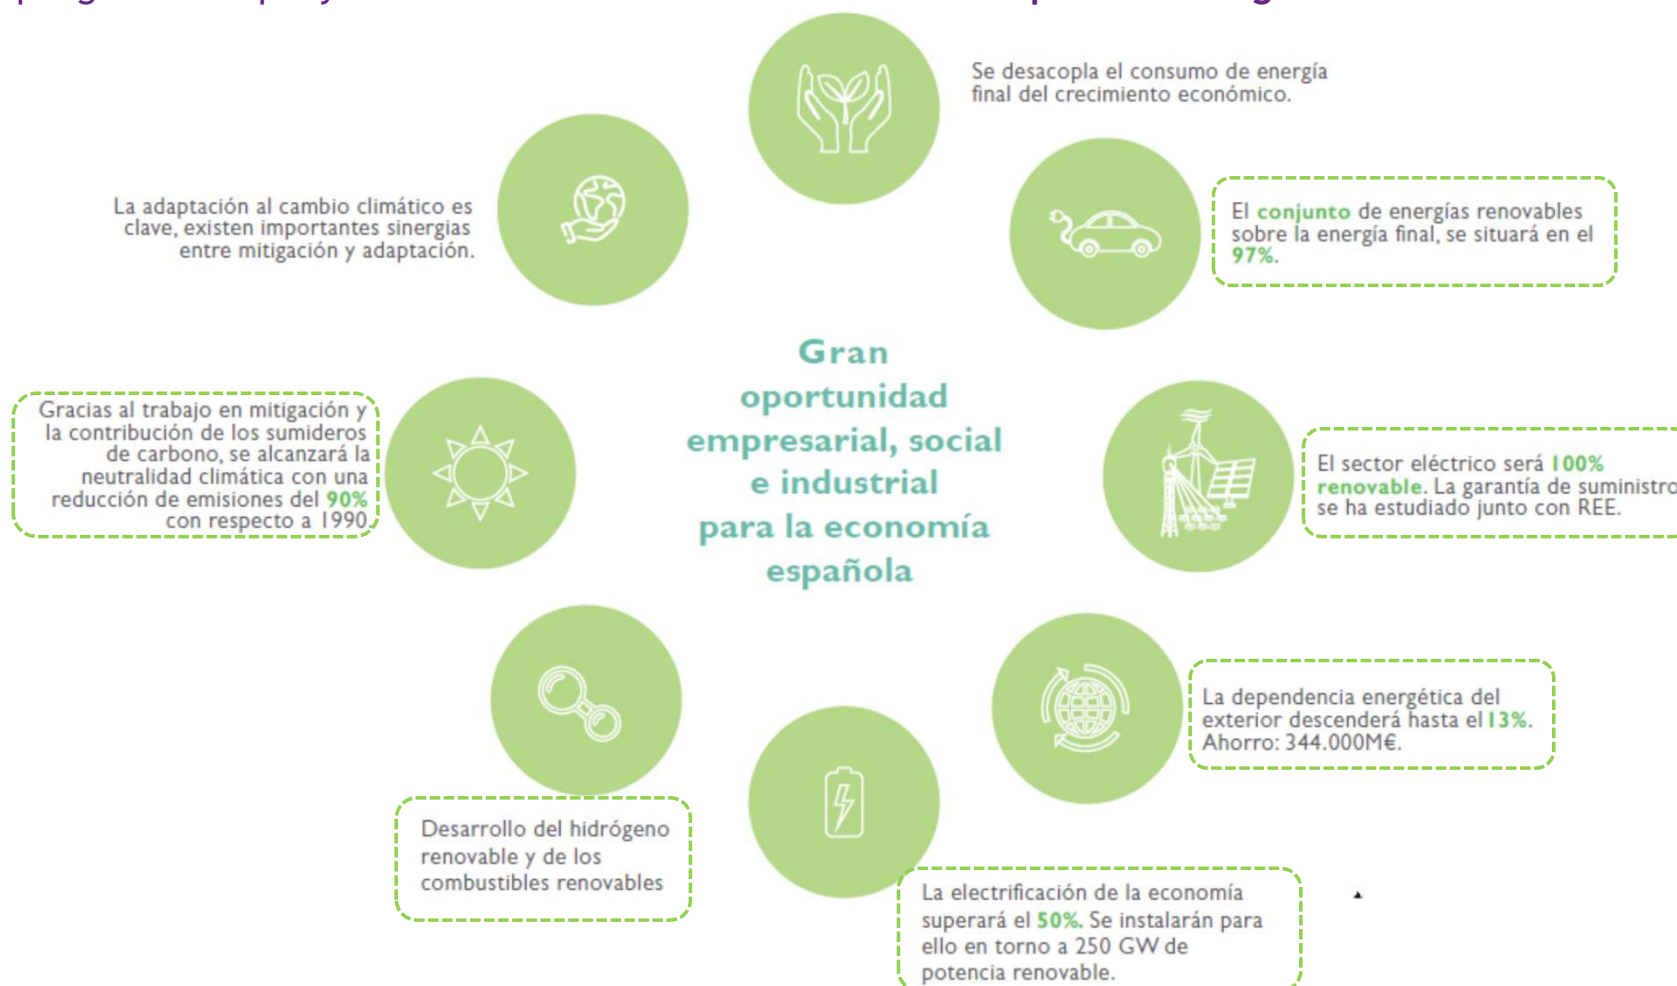 Se desacopla el consumo de energía
final del crecimiento económico.
El conjunto de energías renovables
sobre la energía final, se situará en el
97%.
El sector eléctrico será 100%
renovable. La garantía de suministro
se ha estudiado junto con REE.
La dependencia energética del
exterior descenderá hasta el 13%.
Ahorro: 344.000M€.
La electrificación de la economía
superará el 50%. Se instalarán para
ello en torno a 250 GW de
potencia renovable.
Desarrollo del hidrógeno
renovable y de los
combustibles renovables
Gracias al trabajo en mitigación y
la contribución de los sumideros
de carbono, se alcanzará la
neutralidad climática con una
reducción de emisiones del 90%
con respecto a 1990.
La adaptación al cambio climático es
clave, existen importantes sinergias
entre mitigación y adaptación.
Gran
oportunidad
empresarial, social
e industrial
para la economía
española